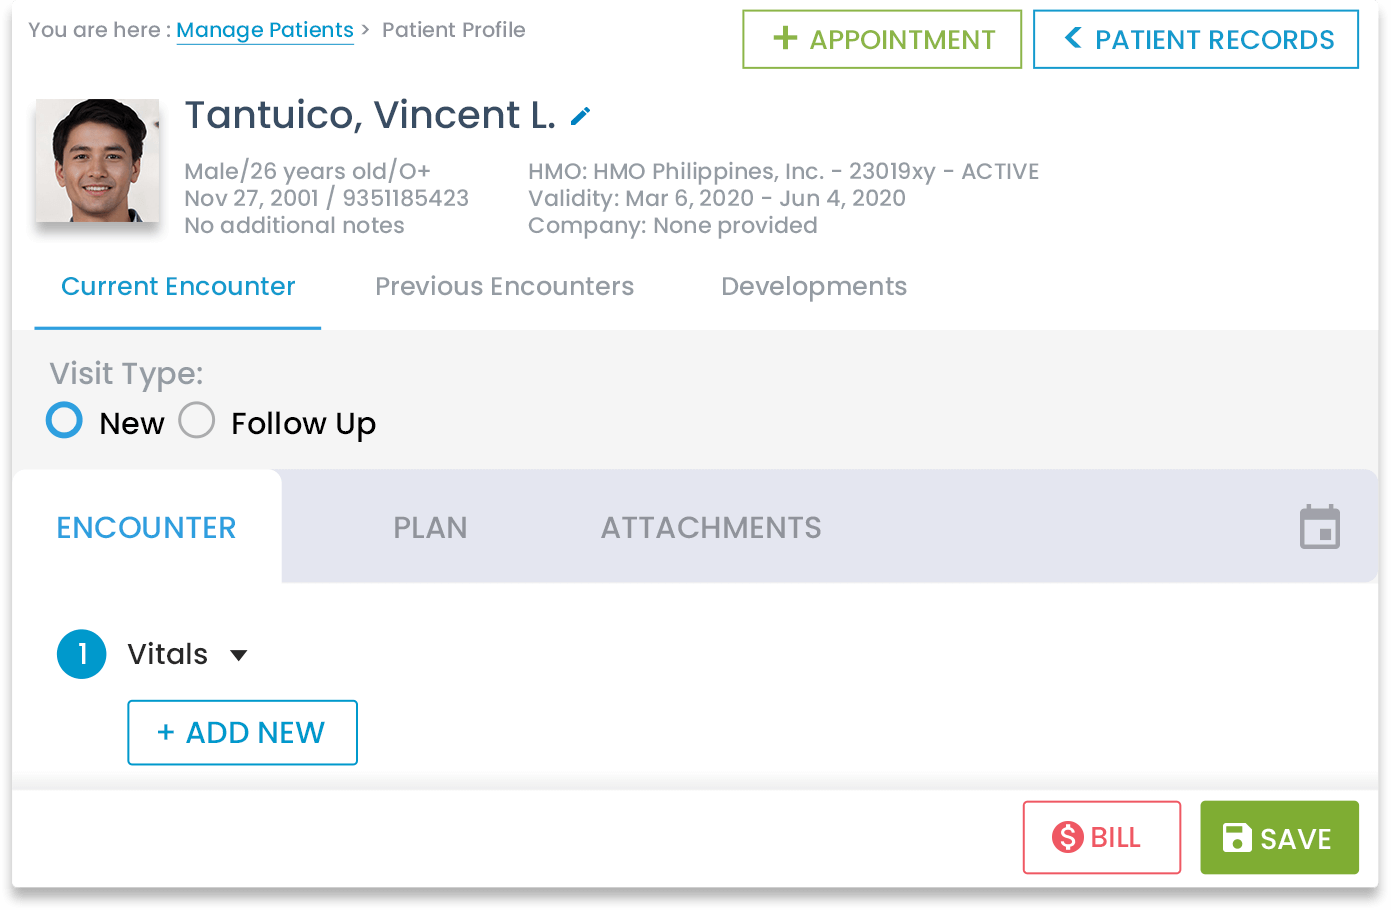 You are here : Manage Patients > Patient Profile
+ APPOINTMENT
< PATIENT RECORDS
Tantuico, Vincent L.
Male/26 years old/O+
Nov 27, 2001 / 9351185423
No additional notes
HMO: HMO Philippines, Inc. - 23019xy - ACTIVE
Validity: Mar 6, 2020 - Jun 4, 2020
Company: None provided
Current Encounter
Previous Encounters
Developments
Visit Type:
New
Follow Up
ENCOUNTER
PLAN
ATTACHMENTS
1 Vitals
+ ADD NEW
$ BILL
SAVE